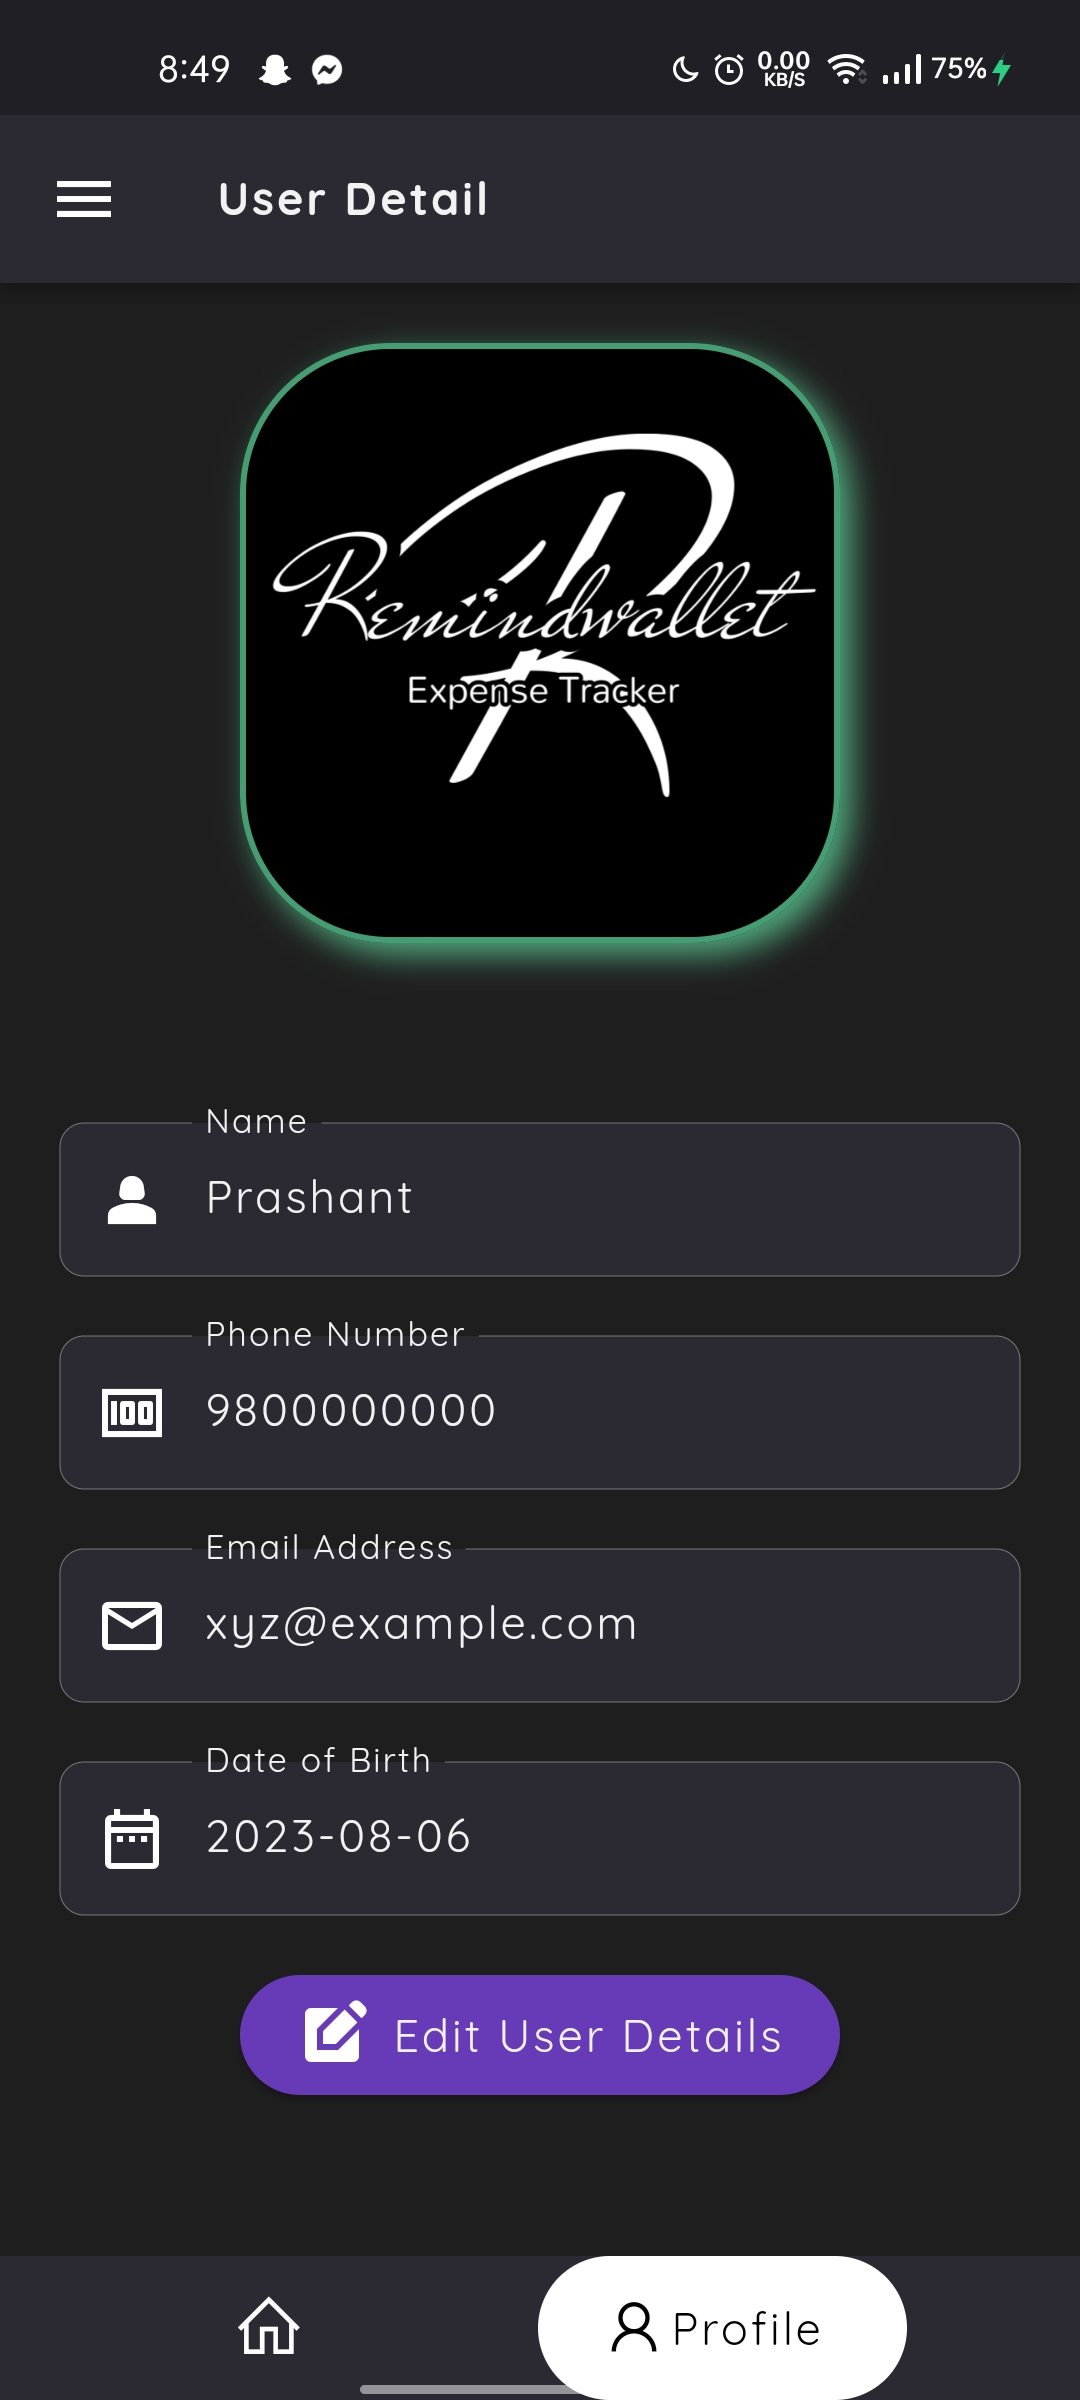 8:49 0.00 KB/S 75%
User Detail
Remindwallet
Expense Tracker
Name
Prashant
Phone Number
9800000000
Email Address
xyz@example.com
Date of Birth
2023-08-06
Edit User Details
Profile